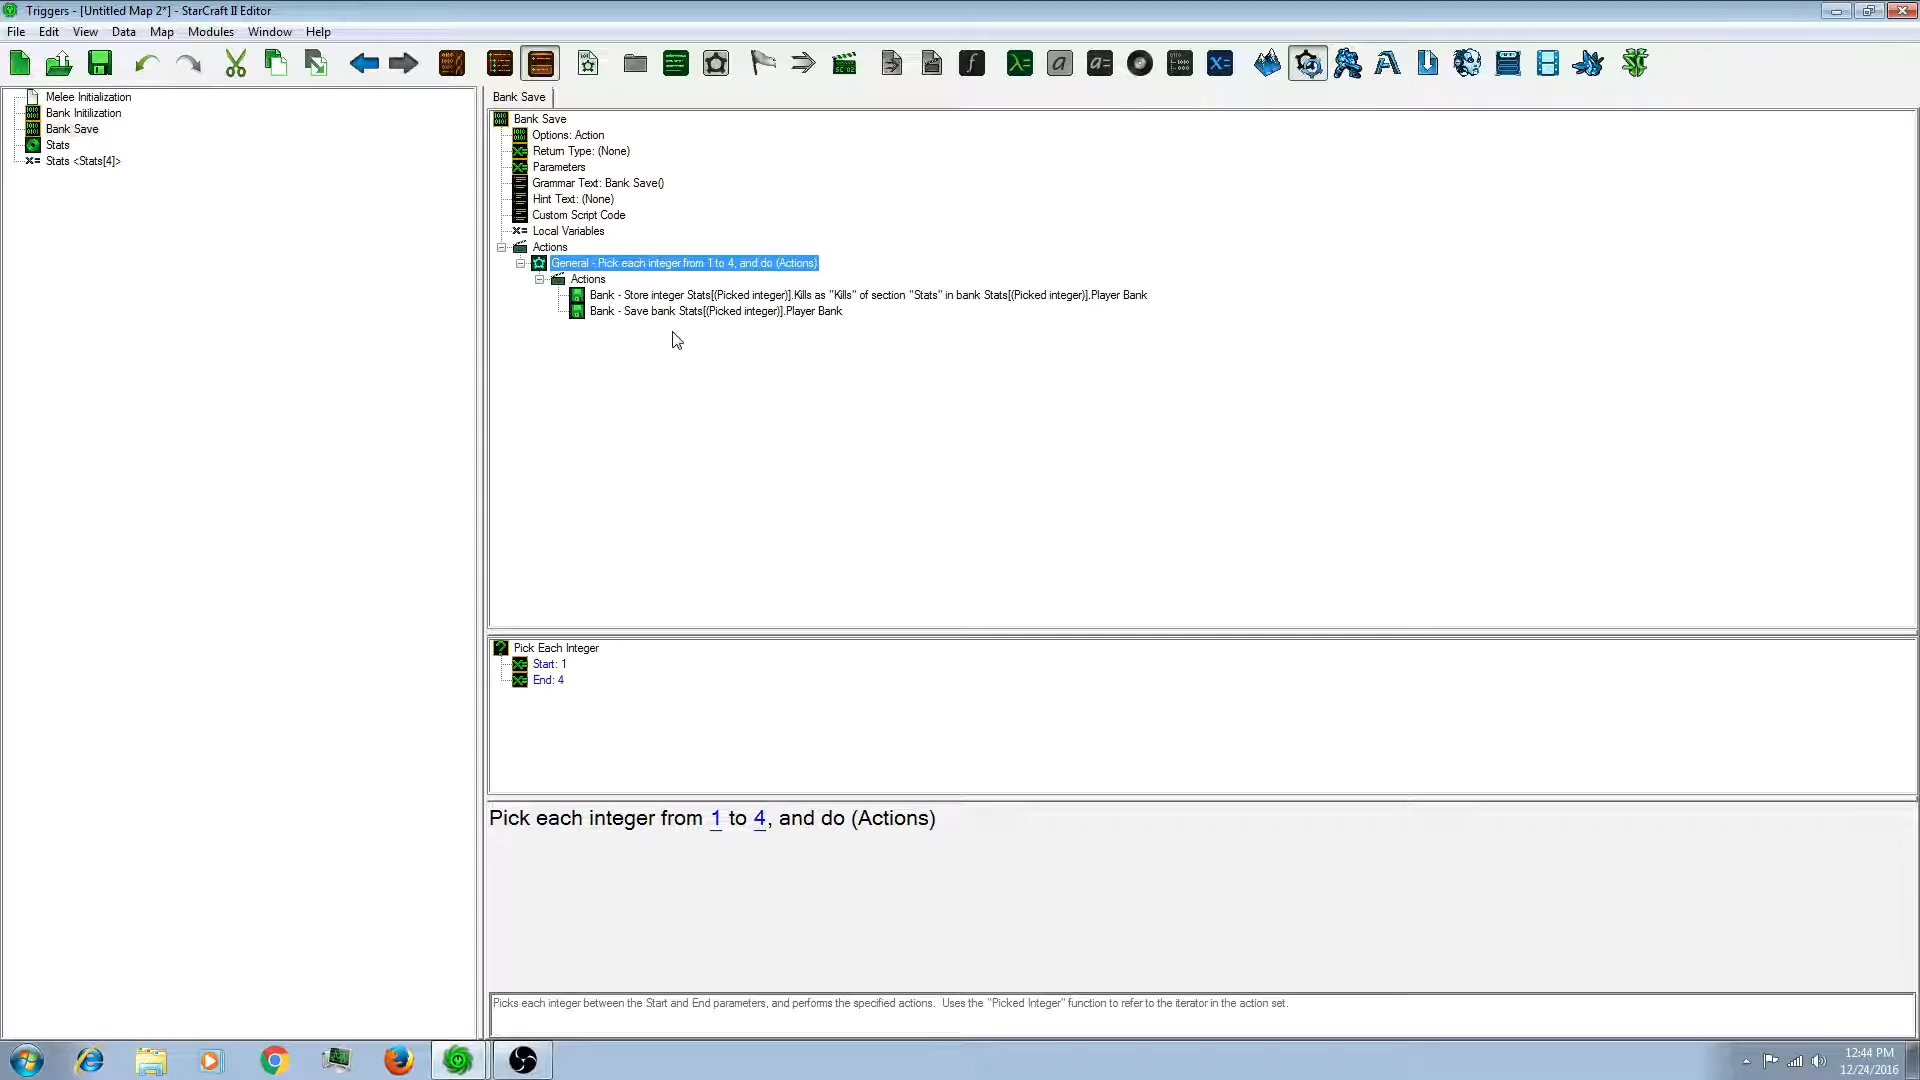 Triggers - [Untitled Map 2*] - StarCraft II Editor
File Edit View Data Map Modules Window Help
Melee Initialization
Bank Initilization
Bank Save
Stats
Stats <Stats[4]>
Bank Save
Bank Save
Options: Action
Return Type: (None)
Parameters
Grammar Text: Bank Save()
Hint Text: (None)
Custom Script Code
Local Variables
Actions
General - Pick each integer from 1 to 4, and do (Actions)
Actions
Bank - Store integer Stats[(Picked integer)].Kills as "Kills" of section "Stats" in bank Stats[(Picked integer)].Player Bank
Bank - Save bank Stats[(Picked integer)].Player Bank
Pick Each Integer
Start: 1
End: 4
Pick each integer from 1 to 4, and do (Actions)
Picks each integer between the Start and End parameters, and performs the specified actions. Uses the "Picked Integer" function to refer to the iterator in the action set.
12:44 PM
12/24/2016